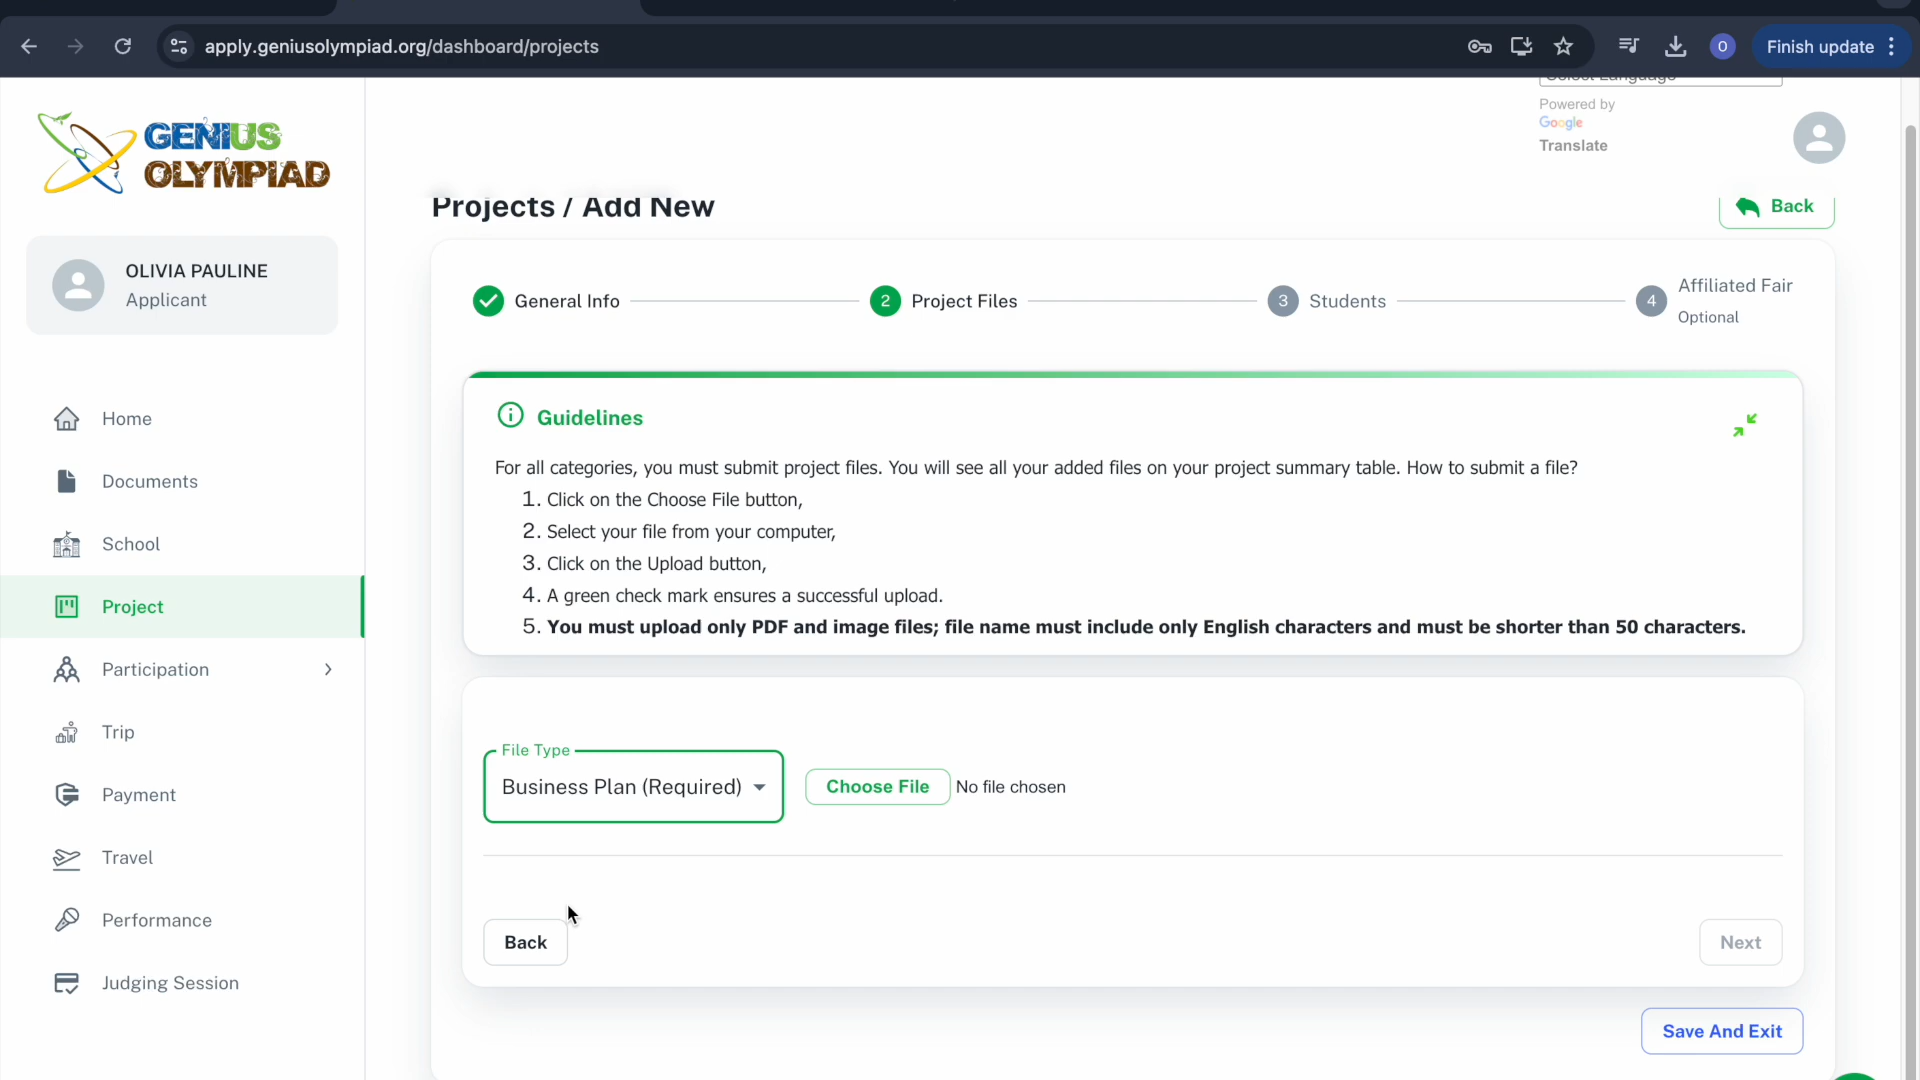 apply.geniusolympiad.org/dashboard/projects
O
Finish update
GENIUS
OLYMPIAD
Select Language
Powered by
Google
Translate
OLIVIA PAULINE
Applicant
Home
Documents
School
Project
Participation
Trip
Payment
Travel
Performance
Judging Session
Projects / Add New
Back
General Info
2 Project Files
3 Students
4 Affiliated Fair
Optional
Guidelines
For all categories, you must submit project files. You will see all your added files on your project summary table. How to submit a file?
1. Click on the Choose File button,
2. Select your file from your computer,
3. Click on the Upload button,
4. A green check mark ensures a successful upload.
5. You must upload only PDF and image files; file name must include only English characters and must be shorter than 50 characters.
File Type
Business Plan (Required)
Choose File No file chosen
Back
Next
Save And Exit